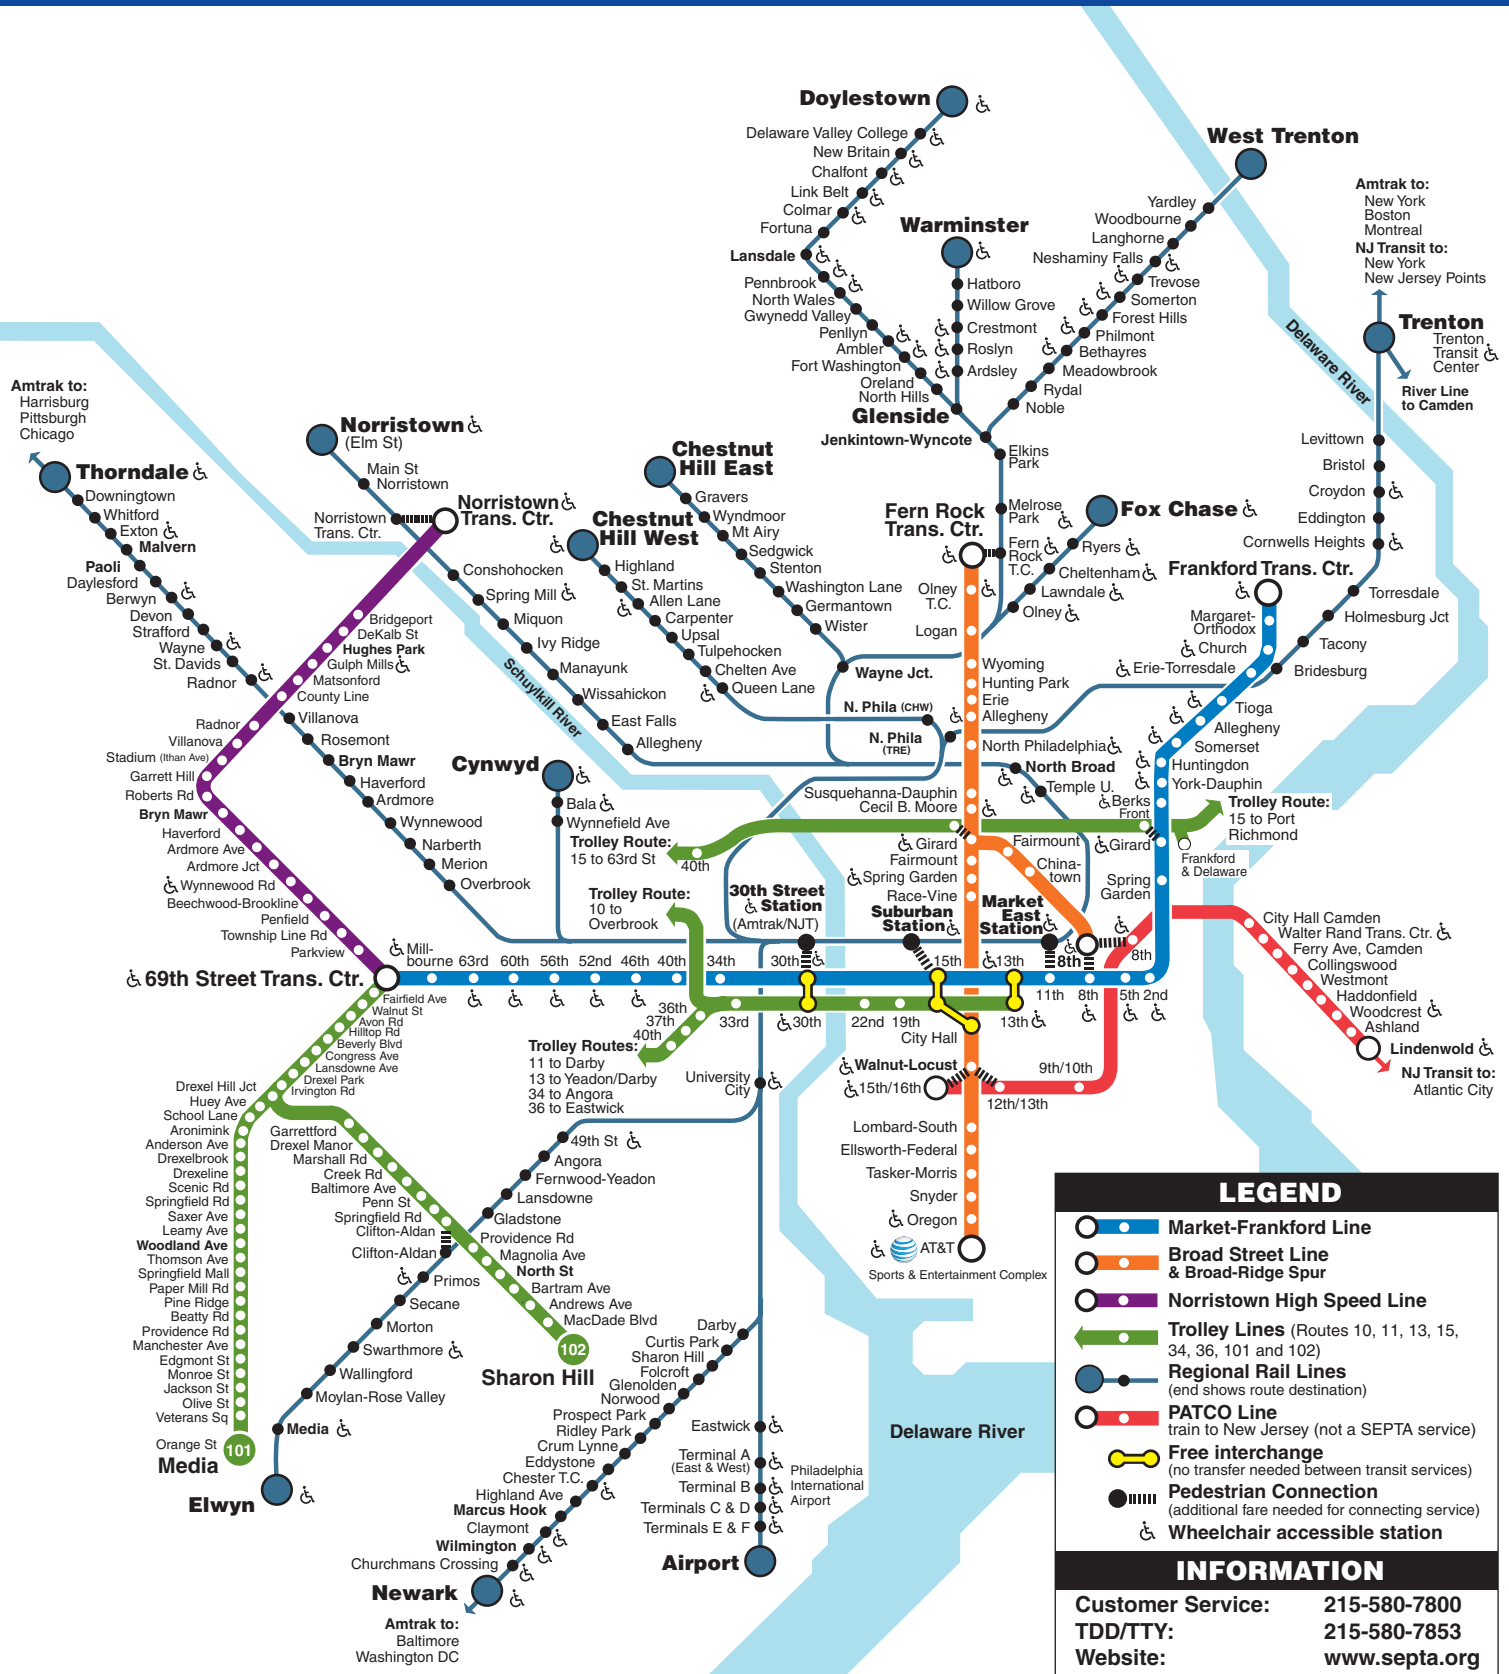 Doylestown
Delaware Valley College
New Britain
Chalfont
Link Belt
Colmar
Fortuna
Lansdale
Pennbrook
North Wales
Gwynedd Valley
Penllyn
Ambler
Fort Washington
Oreland
North Hills
Glenside
Jenkintown-Wyncote
Warminster
Hatboro
Willow Grove
Crestmont
Roslyn
Ardsley
West Trenton
Yardley
Woodbourne
Langhorne
Neshaminy Falls
Trevose
Somerton
Forest Hills
Philmont
Bethayres
Meadowbrook
Rydal
Noble
Elkins
Park
Melrose
Park
Fern
Rock
T.C.
Amtrak to:
New York
Boston
Montreal
NJ Transit to:
New York
New Jersey Points
Trenton
Trenton
Transit
Center
River Line
to Camden
Delaware River
Levittown
Bristol
Croydon
Eddington
Cornwells Heights
Torresdale
Holmesburg Jct
Tacony
Bridesburg
Amtrak to:
Harrisburg
Pittsburgh
Chicago
Thorndale
Downingtown
Whitford
Exton
Malvern
Paoli
Daylesford
Berwyn
Devon
Strafford
Wayne
St. Davids
Radnor
Villanova
Rosemont
Bryn Mawr
Haverford
Ardmore
Wynnewood
Narberth
Merion
Overbrook
Norristown
(Elm St)
Main St
Norristown
Norristown
Trans. Ctr.
Norristown
Trans. Ctr.
Conshohocken
Spring Mill
Miquon
Ivy Ridge
Manayunk
Wissahickon
East Falls
Allegheny
Schuylkill River
Bridgeport
DeKalb St
Hughes Park
Gulph Mills
Matsonford
County Line
Radnor
Villanova
Stadium (Ithan Ave)
Garrett Hill
Roberts Rd
Bryn Mawr
Haverford
Ardmore Ave
Ardmore Jct
Wynnewood Rd
Beechwood-Brookline
Penfield
Township Line Rd
Parkview
69th Street Trans. Ctr.
Chestnut
Hill East
Gravers
Wyndmoor
Mt Airy
Sedgwick
Stenton
Washington Lane
Germantown
Wister
Wayne Jct.
Chestnut
Hill West
Highland
St. Martins
Allen Lane
Carpenter
Upsal
Tulpehocken
Chelten Ave
Queen Lane
N. Phila (CHW)
N. Phila
(TRE)
Cynwyd
Bala
Wynnefield Ave
Fox Chase
Ryers
Cheltenham
Lawndale
Olney
Fern Rock
Trans. Ctr.
Olney
T.C.
Logan
Wyoming
Hunting Park
Erie
Allegheny
North Philadelphia
North Broad
Temple U.
Susquehanna-Dauphin
Cecil B. Moore
Girard
Fairmount
Spring Garden
Race-Vine
Fairmount
China-
town
Frankford Trans. Ctr.
Margaret-
Orthodox
Church
Erie-Torresdale
Tioga
Allegheny
Somerset
Huntingdon
York-Dauphin
Berks
Front
Girard
Spring
Garden
Trolley Route:
15 to Port
Richmond
Frankford
& Delaware
Trolley Route:
15 to 63rd St
40th
Trolley Route:
10 to
Overbrook
30th Street
Station
(Amtrak/NJT)
Suburban
Station
Market
East
Station
Mill-
bourne
63rd
60th
56th
52nd
46th
40th
34th
30th
15th
13th
8th
8th
11th
8th
5th
2nd
36th
37th
40th
33rd
30th
22nd
19th
13th
City Hall
Trolley Routes:
11 to Darby
13 to Yeadon/Darby
34 to Angora
36 to Eastwick
Walnut-Locust
15th/16th
12th/13th
9th/10th
Lombard-South
Ellsworth-Federal
Tasker-Morris
Snyder
Oregon
AT&T
Sports & Entertainment Complex
City Hall Camden
Walter Rand Trans. Ctr.
Ferry Ave, Camden
Collingswood
Westmont
Haddonfield
Woodcrest
Ashland
Lindenwold
NJ Transit to:
Atlantic City
Fairfield Ave
Walnut St
Avon Rd
Hilltop Rd
Beverly Blvd
Congress Ave
Lansdowne Ave
Drexel Park
Irvington Rd
Drexel Hill Jct
Huey Ave
School Lane
Aronimink
Anderson Ave
Drexelbrook
Drexeline
Scenic Rd
Springfield Rd
Saxer Ave
Leamy Ave
Woodland Ave
Thomson Ave
Springfield Mall
Paper Mill Rd
Pine Ridge
Beatty Rd
Providence Rd
Manchester Ave
Edgmont St
Monroe St
Jackson St
Olive St
Veterans Sq
Orange St
101
Media
Garrettford
Drexel Manor
Marshall Rd
Creek Rd
Baltimore Ave
Penn St
Springfield Rd
Clifton-Aldan
Providence Rd
Magnolia Ave
North St
Bartram Ave
Andrews Ave
MacDade Blvd
102
Sharon Hill
University
City
49th St
Angora
Fernwood-Yeadon
Lansdowne
Gladstone
Clifton-Aldan
Primos
Secane
Morton
Swarthmore
Wallingford
Moylan-Rose Valley
Media
Elwyn
Darby
Curtis Park
Sharon Hill
Folcroft
Glenolden
Norwood
Prospect Park
Ridley Park
Crum Lynne
Eddystone
Chester T.C.
Highland Ave
Marcus Hook
Claymont
Wilmington
Churchmans Crossing
Newark
Amtrak to:
Baltimore
Washington DC
Eastwick
Terminal A
(East & West)
Terminal B
Terminals C & D
Terminals E & F
Philadelphia
International
Airport
Airport
Delaware River
LEGEND
Market-Frankford Line
Broad Street Line
& Broad-Ridge Spur
Norristown High Speed Line
Trolley Lines (Routes 10, 11, 13, 15,
34, 36, 101 and 102)
Regional Rail Lines
(end shows route destination)
PATCO Line
train to New Jersey (not a SEPTA service)
Free interchange
(no transfer needed between transit services)
Pedestrian Connection
(additional fare needed for connecting service)
Wheelchair accessible station
INFORMATION
Customer Service: 215-580-7800
TDD/TTY: 215-580-7853
Website: www.septa.org